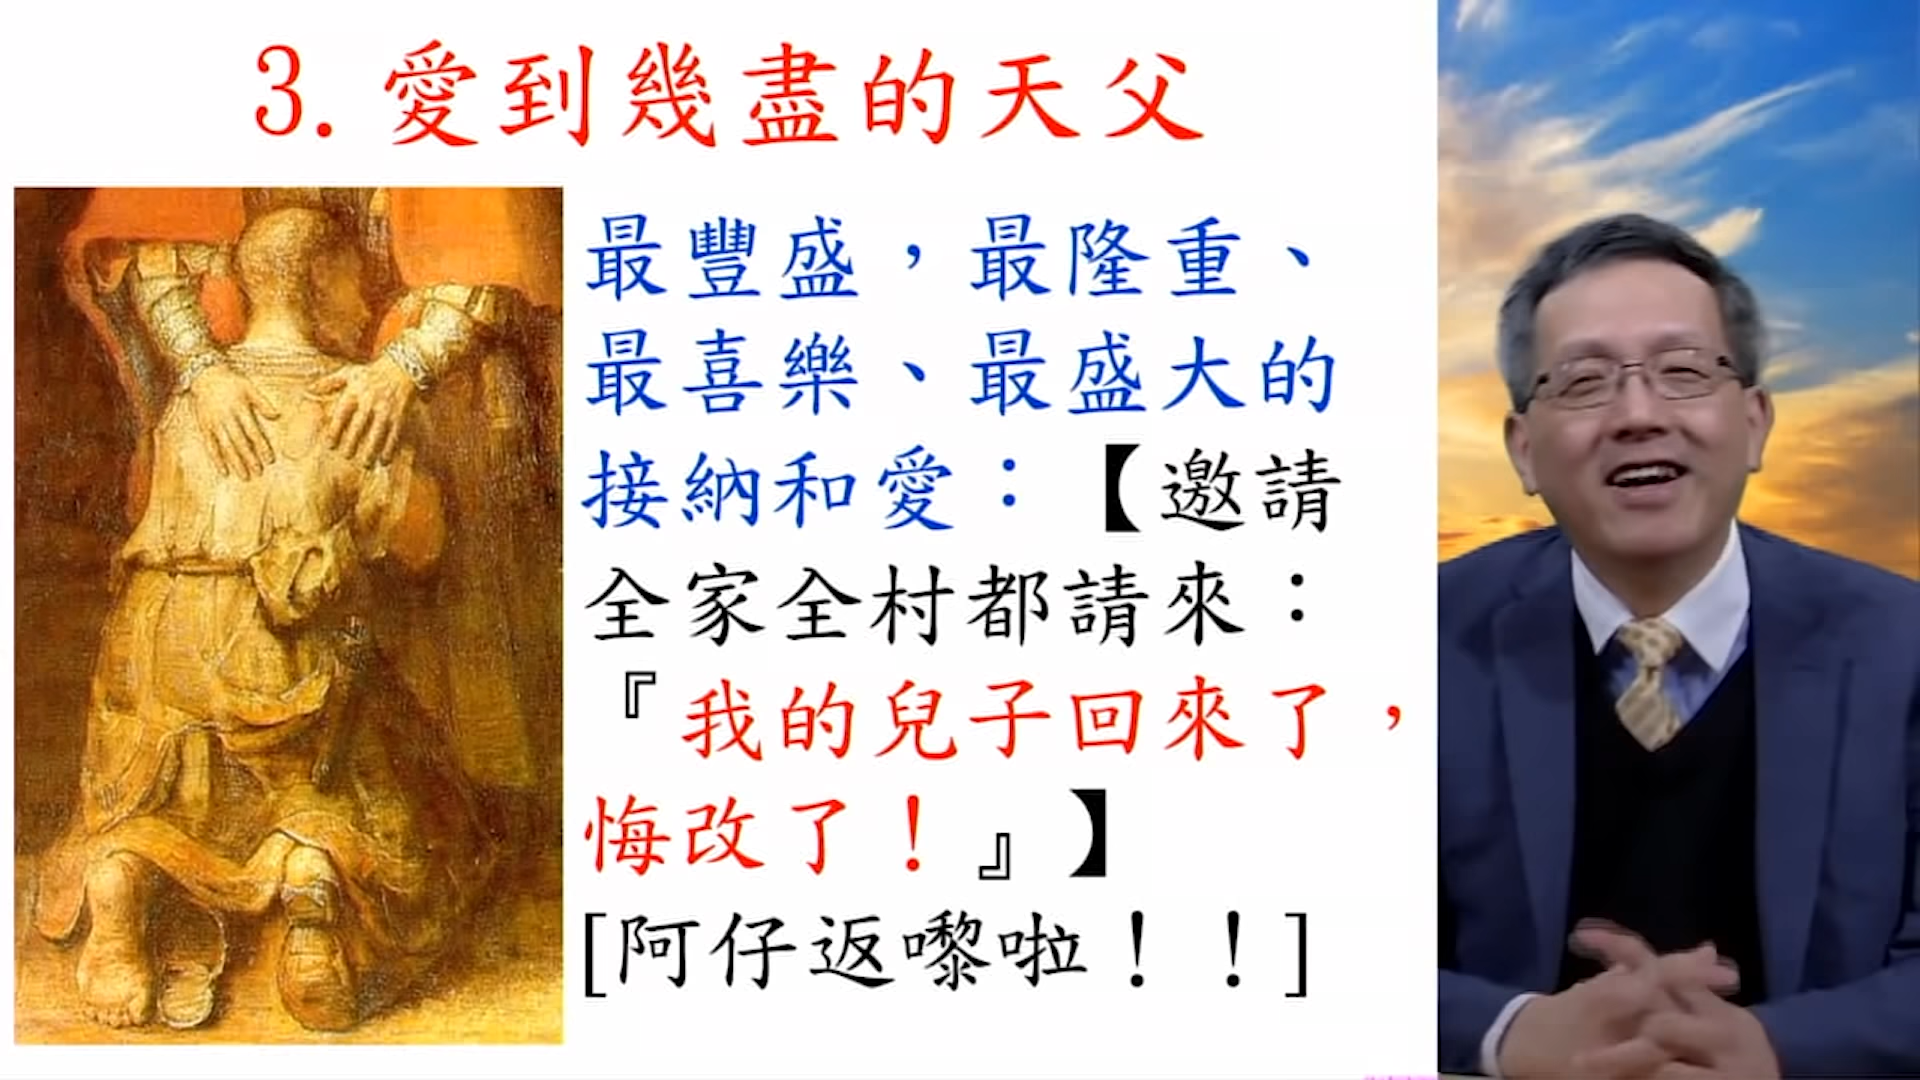 3. 愛到幾盡的天父
最豐盛，最隆重、
最喜樂、最盛大的
接納和愛：【邀請
全家全村都請來：
『我的兒子回來了，
悔改了！』】
[阿仔返嚟啦！！]